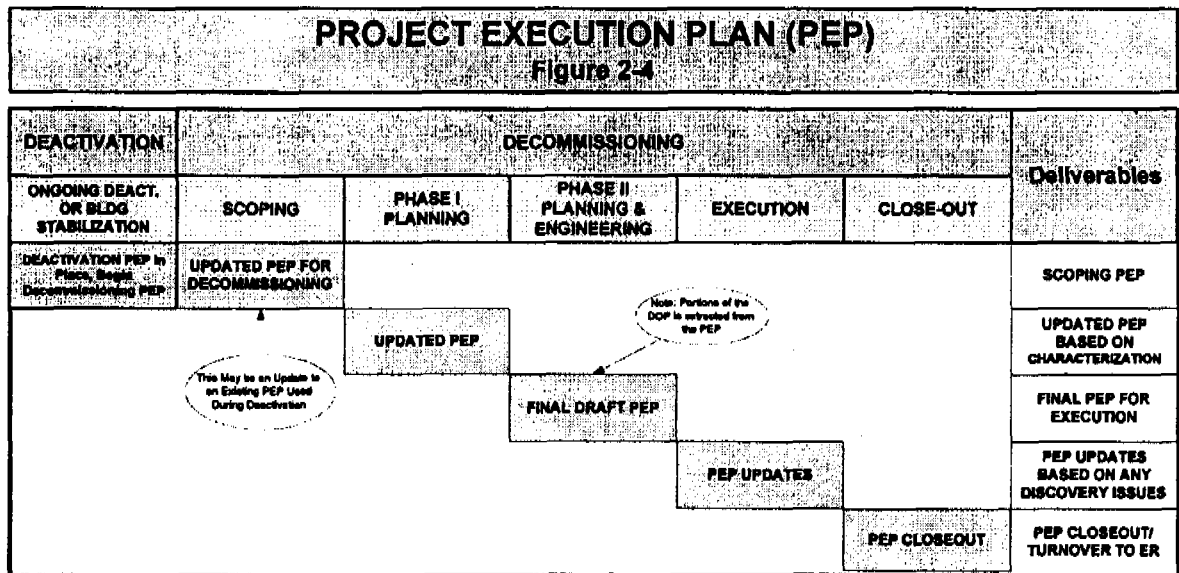 PROJECT EXECUTION PLAN (PEP)
Figure 2-4
DEACTIVATION
DECOMMISSIONING
Deliverables
ONGOING DEACT.
OR BLDG
STABILIZATION
SCOPING
PHASE I
PLANNING
PHASE II
PLANNING &
ENGINEERING
EXECUTION
CLOSE-OUT
DEACTIVATION PEP in
Place, Begin
Decommissioning PEP
UPDATED PEP FOR
DECOMMISSIONING
SCOPING PEP
Note: Portions of the
DOP is extracted from
the PEP
UPDATED PEP
UPDATED PEP
BASED ON
CHARACTERIZATION
This May be an Update to
an Existing PEP Used
During Deactivation
FINAL DRAFT PEP
FINAL PEP FOR
EXECUTION
PEP UPDATES
PEP UPDATES
BASED ON ANY
DISCOVERY ISSUES
PEP CLOSEOUT
PEP CLOSEOUT/
TURNOVER TO ER